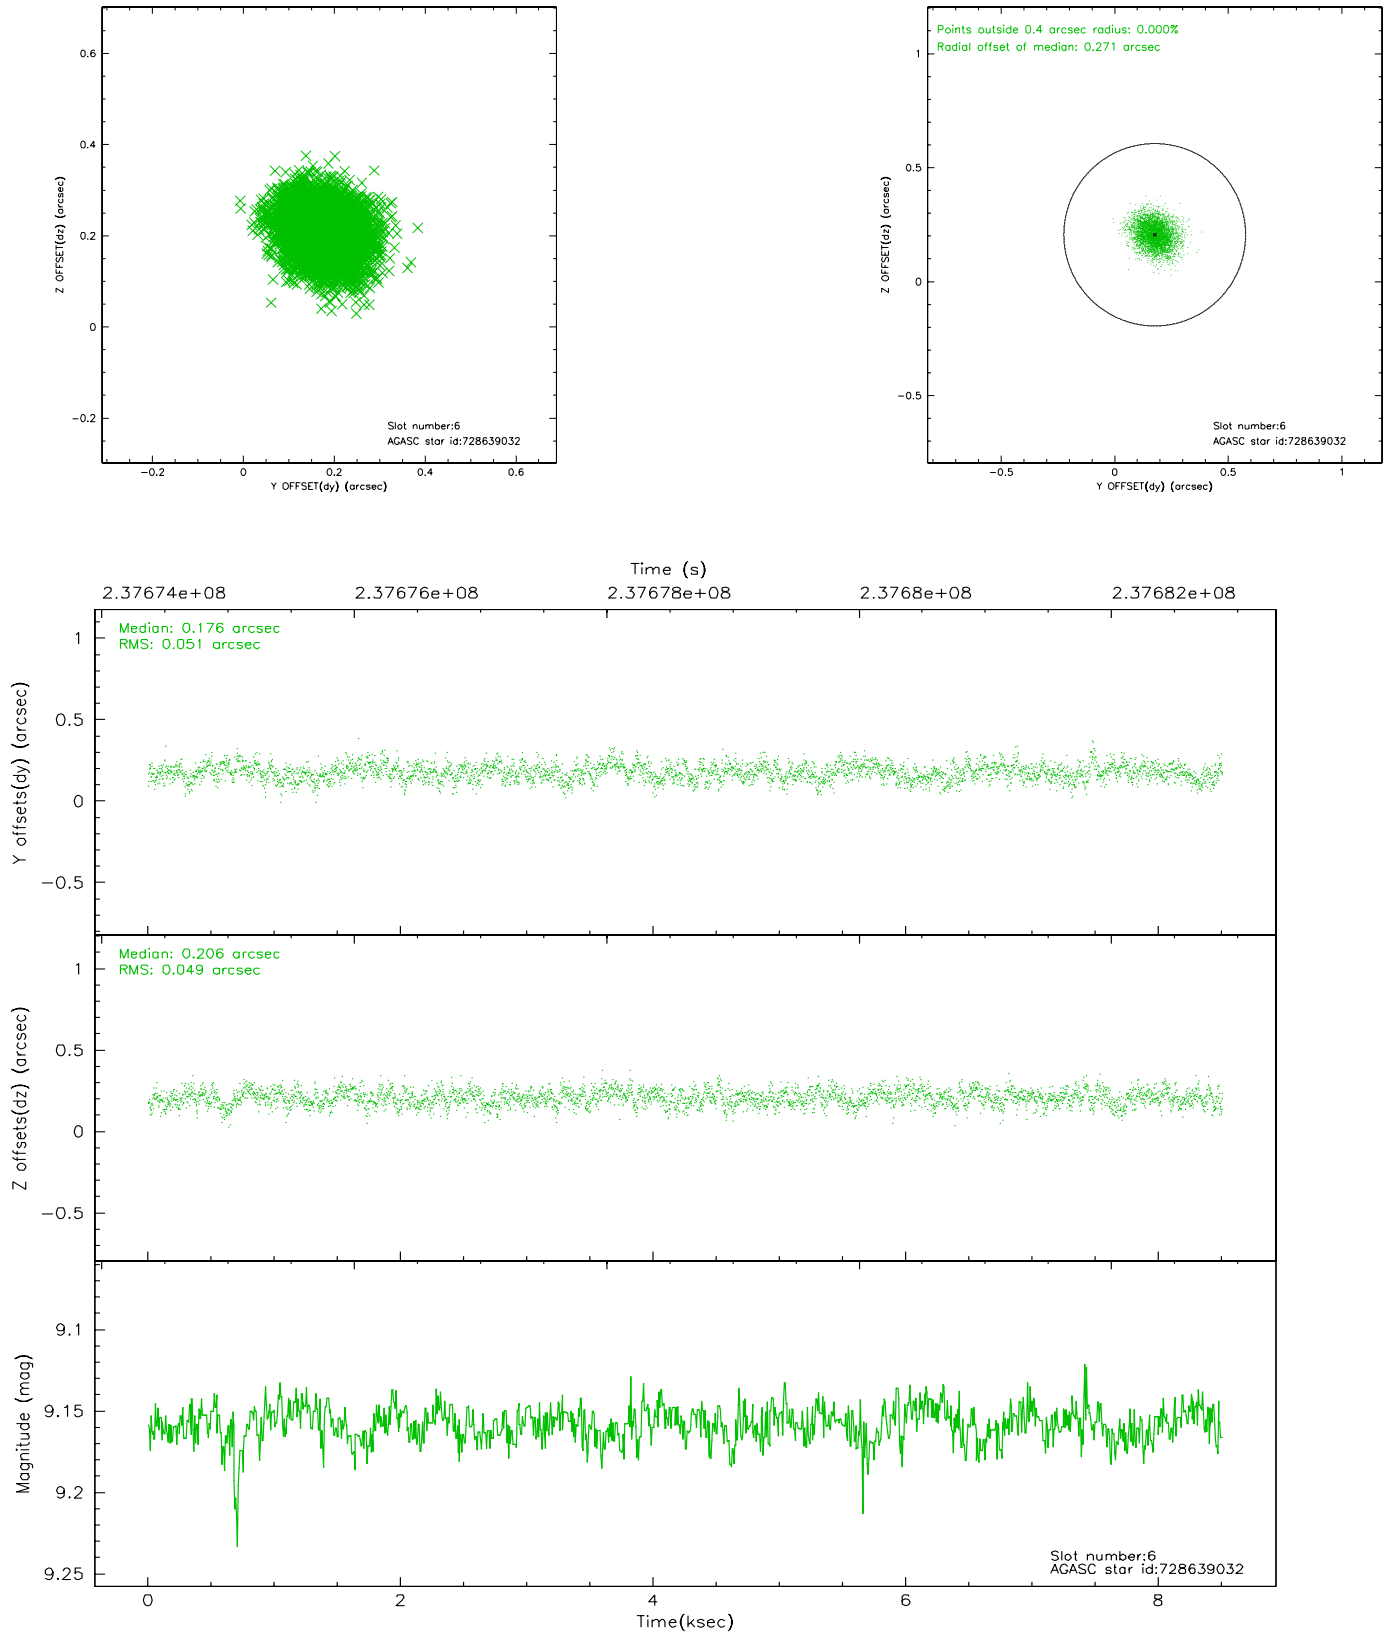 0.6
0.4
0.2
0
−0.2
Z OFFSET(dz) (arcsec)
Slot number:6
AGASC star id:728639032
−0.2 0 0.2 0.4 0.6
Y OFFSET(dy) (arcsec)
Points outside 0.4 arcsec radius: 0.000%
Radial offset of median: 0.271 arcsec
1
0.5
0
−0.5
Z OFFSET(dz) (arcsec)
Slot number:6
AGASC star id:728639032
−0.5 0 0.5 1
Y OFFSET(dy) (arcsec)
Time (s)
2.37674e+08 2.37676e+08 2.37678e+08 2.3768e+08 2.37682e+08
Median: 0.176 arcsec
RMS: 0.051 arcsec
1
0.5
0
−0.5
Y offsets(dy) (arcsec)
Median: 0.206 arcsec
RMS: 0.049 arcsec
1
0.5
0
−0.5
Z offsets(dz) (arcsec)
9.1
9.15
9.2
9.25
Magnitude (mag)
Slot number:6
AGASC star id:728639032
0 2 4 6 8
Time(ksec)